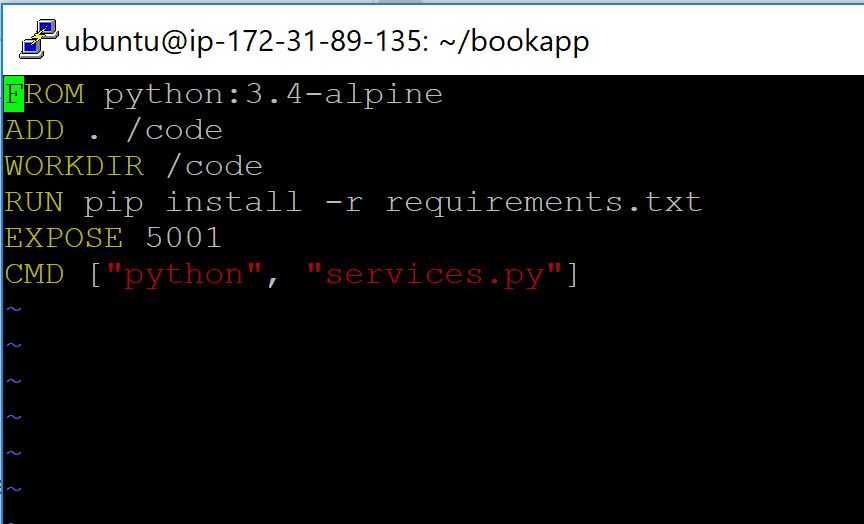 ubuntu@ip-172-31-89-135: ~/bookapp
FROM python:3.4-alpine
ADD . /code
WORKDIR /code
RUN pip install -r requirements.txt
EXPOSE 5001
CMD ["python", "services.py"]
~
~
~
~
~
~
~